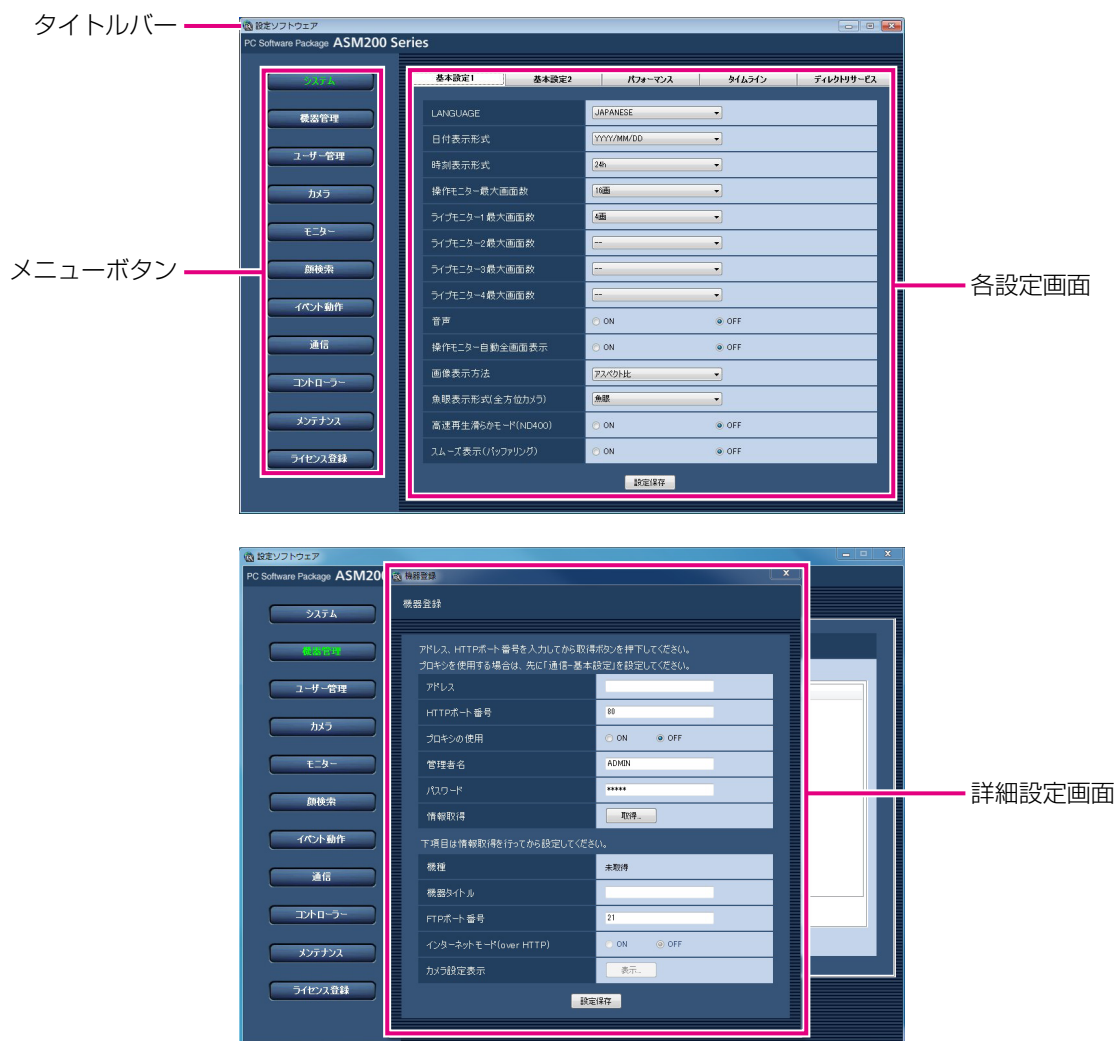 タイトルバー
設定ソフトウェア
PC Software Package ASM200 Series
メニューボタン
システム
機器管理
ユーザー管理
カメラ
モニター
顔検索
イベント動作
通信
コントローラー
メンテナンス
ライセンス登録
基本設定1 基本設定2 パフォーマンス タイムライン ディレクトリサービス
LANGUAGE JAPANESE
日付表示形式 YYYY/MM/DD
時刻表示形式 24h
操作モニター最大画面数 16画
ライブモニター1最大画面数 4画
ライブモニター2最大画面数 --
ライブモニター3最大画面数 --
ライブモニター4最大画面数 --
音声 ON OFF
操作モニター自動全画面表示 ON OFF
画像表示方法 アスペクト比
魚眼表示形式(全方位カメラ) 魚眼
高速再生滑らかモード(ND400) ON OFF
スムーズ表示(バッファリング) ON OFF
設定保存
各設定画面
設定ソフトウェア
PC Software Package ASM200
システム
機器管理
ユーザー管理
カメラ
モニター
顔検索
イベント動作
通信
コントローラー
メンテナンス
ライセンス登録
機器登録
機器登録
アドレス、HTTPポート番号を入力してから取得ボタンを押下してください。
プロキシを使用する場合は、先に「通信-基本設定」を設定してください。
アドレス
HTTPポート番号 80
プロキシの使用 ON OFF
管理者名 ADMIN
パスワード *****
情報取得 取得...
下項目は情報取得を行ってから設定してください。
機種 未取得
機器タイトル
FTPポート番号 21
インターネットモード(over HTTP) ON OFF
カメラ設定表示 表示...
設定保存
詳細設定画面